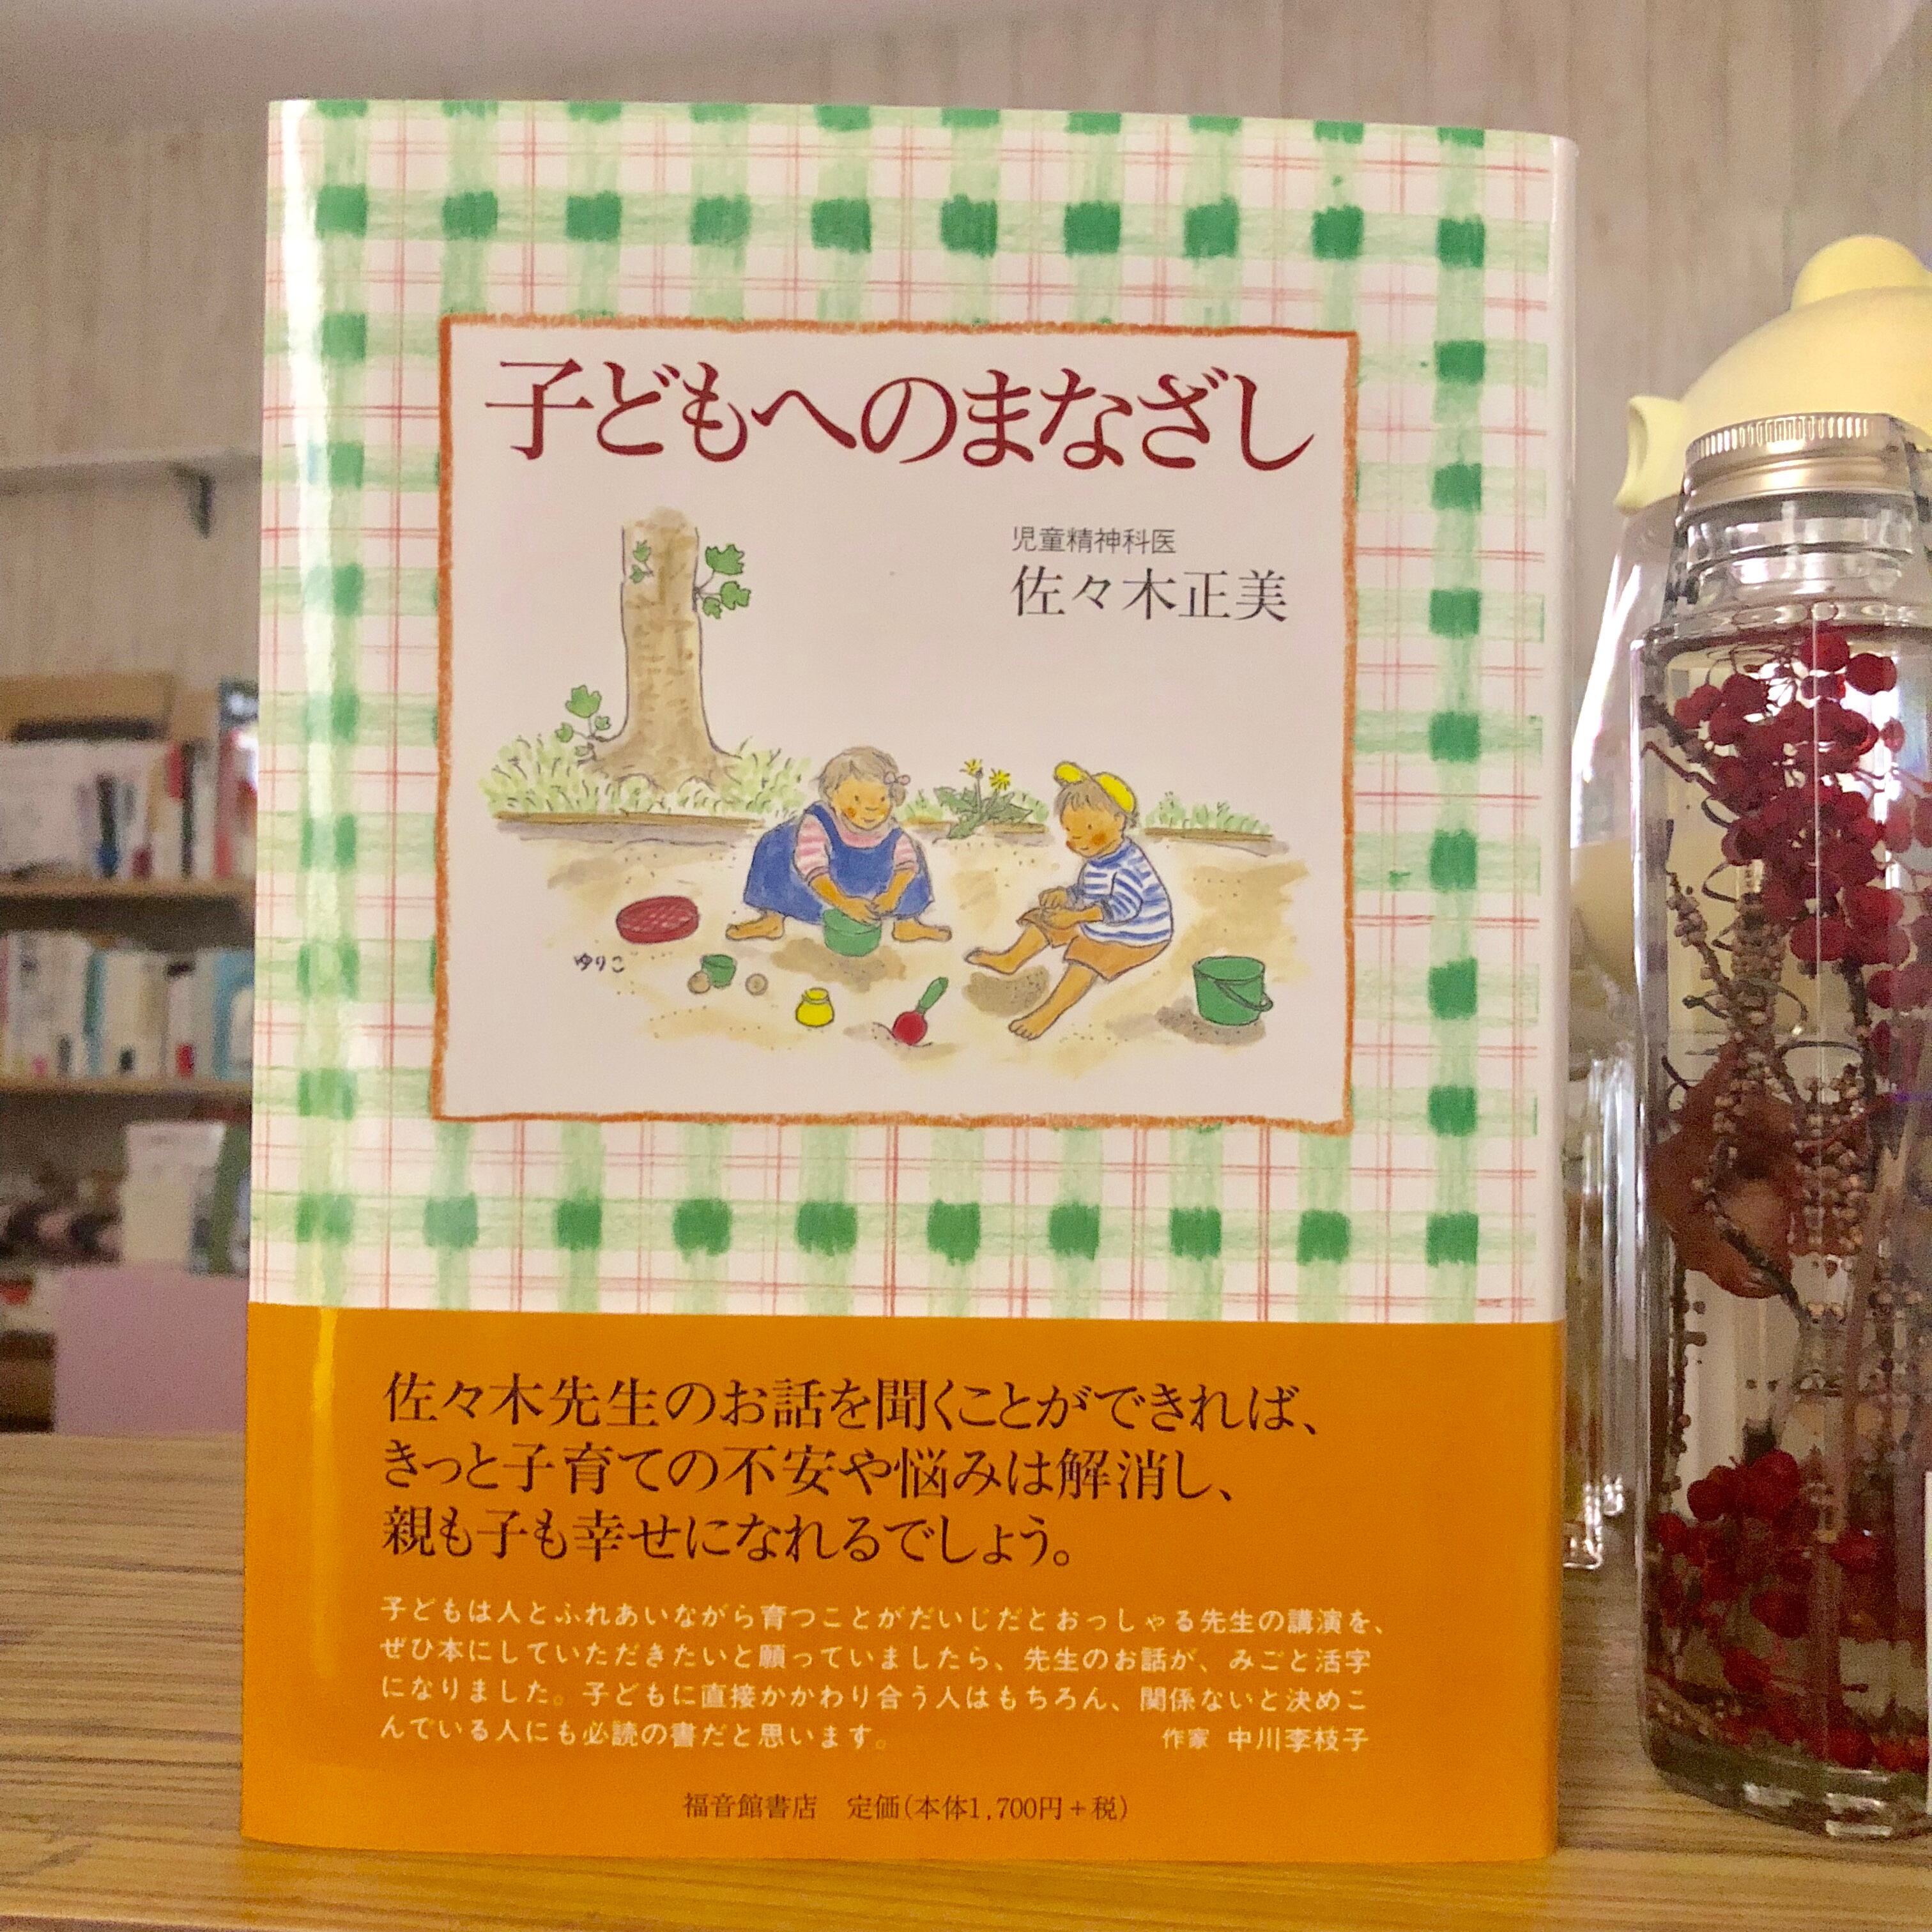 子どもへのまなざし
児童精神科医
佐々木正美
ゆりこ
佐々木先生のお話を聞くことができれば、
きっと子育ての不安や悩みは解消し、
親も子も幸せになれるでしょう。
子どもは人とふれあいながら育つことがだいじだとおっしゃる先生の講演を、
ぜひ本にしていただきたいと願っていましたら、先生のお話が、みごと活字
になりました。子どもに直接かかわり合う人はもちろん、関係ないと決めこ
んでいる人にも必読の書だと思います。 作家 中川李枝子
福音館書店 定価(本体1,700円+税)